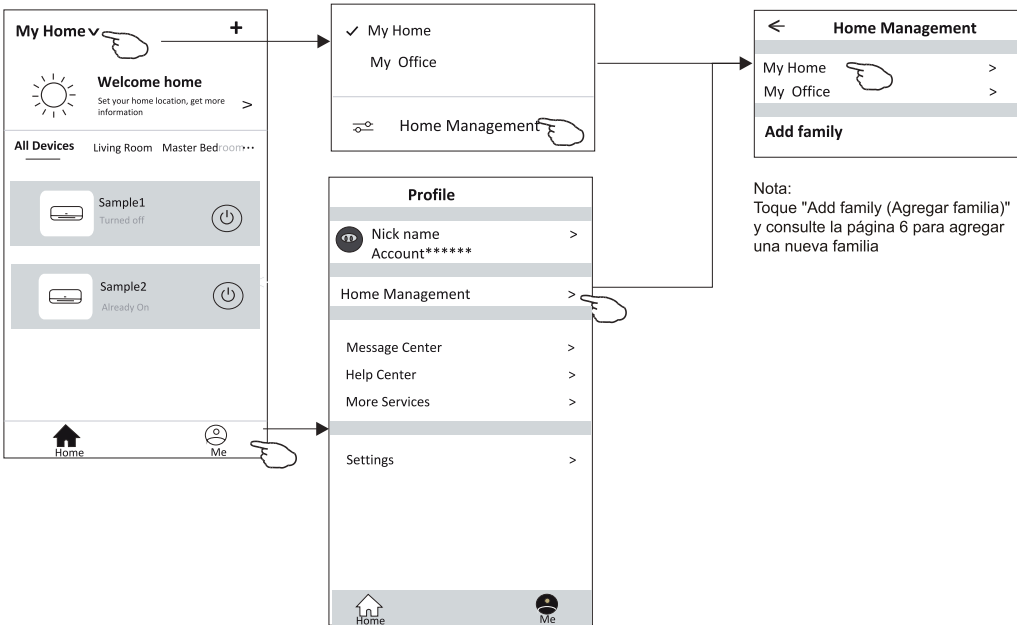 My Home
+
Welcome home
Set your home location, get more
information
>
All Devices Living Room Master Bedroom...
Sample1
Turned off
Sample2
Already On
Home
Me
✓ My Home
My Office
Home Management
Profile
Nick name >
Account******
Home Management >
Message Center >
Help Center >
More Services >
Settings >
Home
Me
← Home Management
My Home >
My Office >
Add family
Nota:
Toque "Add family (Agregar familia)"
y consulte la página 6 para agregar
una nueva familia